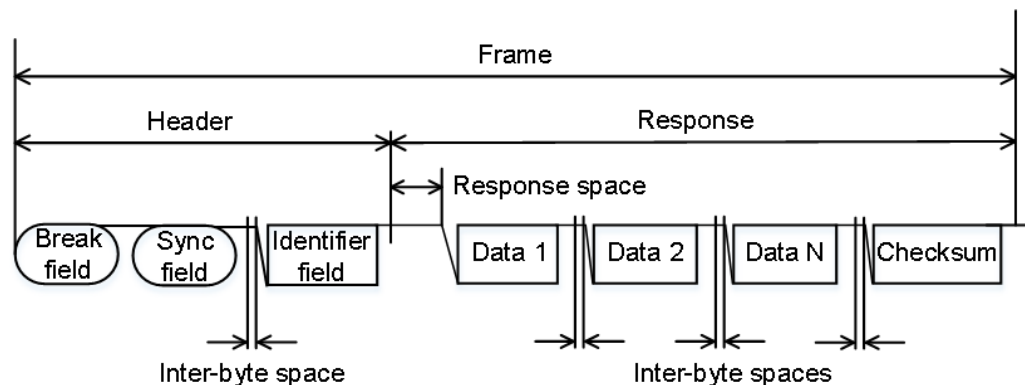 Frame
Header
Response
Response space
Break
field
Sync
field
Identifier
field
Data 1
Data 2
Data N
Checksum
Inter-byte space
Inter-byte spaces